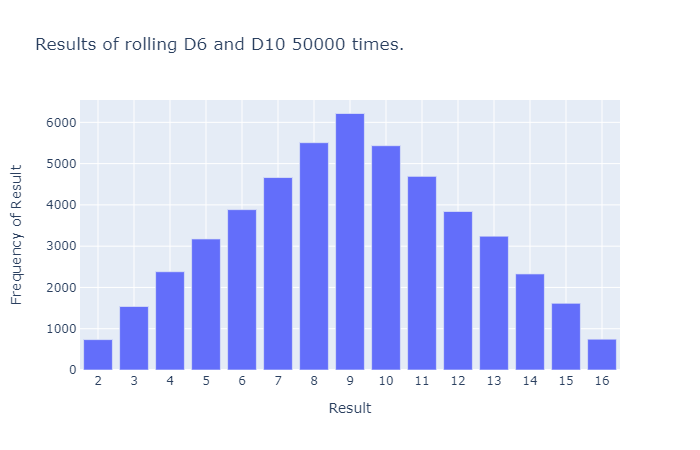 Results of rolling D6 and D10 50000 times.
6000
5000
4000
3000
2000
1000
0
Frequency of Result
2 3 4 5 6 7 8 9 10 11 12 13 14 15 16
Result